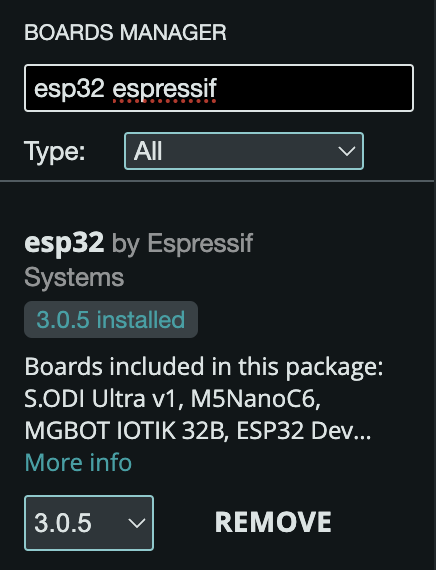 BOARDS MANAGER
esp32 espressif
Type: All
esp32 by Espressif
Systems
3.0.5 installed
Boards included in this package:
S.ODI Ultra v1, M5NanoC6,
MGBOT IOTIK 32B, ESP32 Dev...
More info
3.0.5 REMOVE